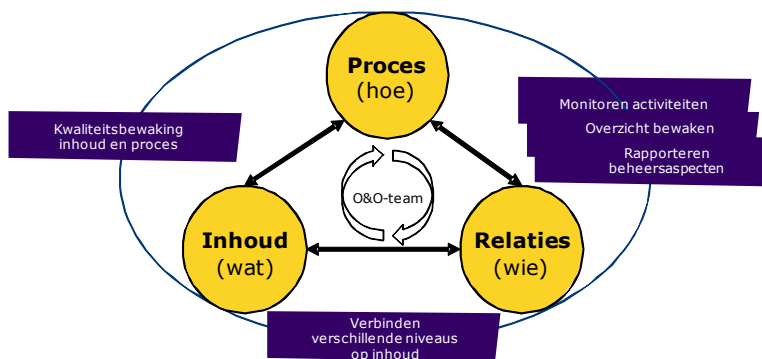 Proces
(hoe)
Kwaliteitsbewaking
inhoud en proces
Monitoren activiteiten
Overzicht bewaken
Rapporteren
beheersaspecten
O&O-team
Inhoud
(wat)
Relaties
(wie)
Verbinden
verschillende niveaus
op inhoud